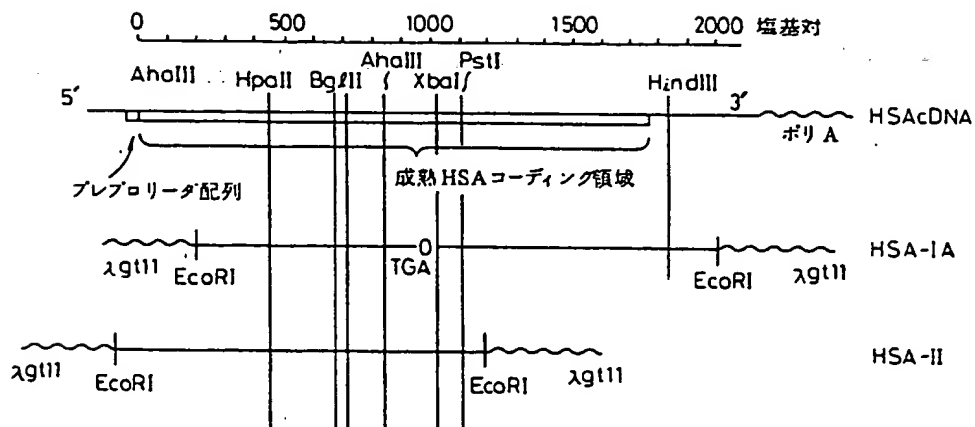 0 500 1000 1500 2000 塩基対
AhaIII PstI
AhaIII HpaII BglII XbaI HindIII
5′ 3′ HSAcDNA
ポリA
プレプロリーダ配列 成熟HSAコーディング領域
O HSA-IA
λgt11 EcoRI TGA EcoRI λgt11
HSA-II
λgt11 EcoRI EcoRI λgt11